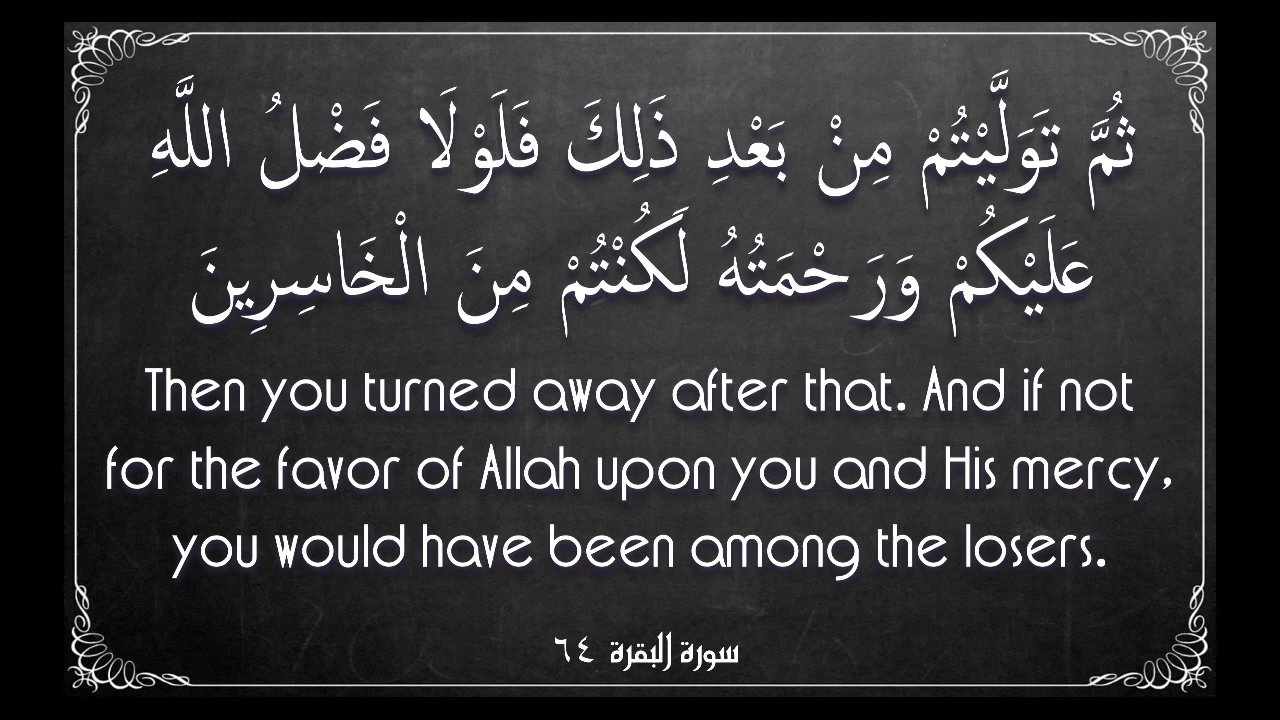 ثُمَّ تَوَلَّيْتُمْ مِنْ بَعْدِ ذَلِكَ فَلَوْلَا فَضْلُ اللَّهِ
عَلَيْكُمْ وَرَحْمَتُهُ لَكُنْتُمْ مِنَ الْخَاسِرِينَ
Then you turned away after that. And if not
for the favor of Allah upon you and His mercy,
you would have been among the losers.
سورة البقرة ٦٤